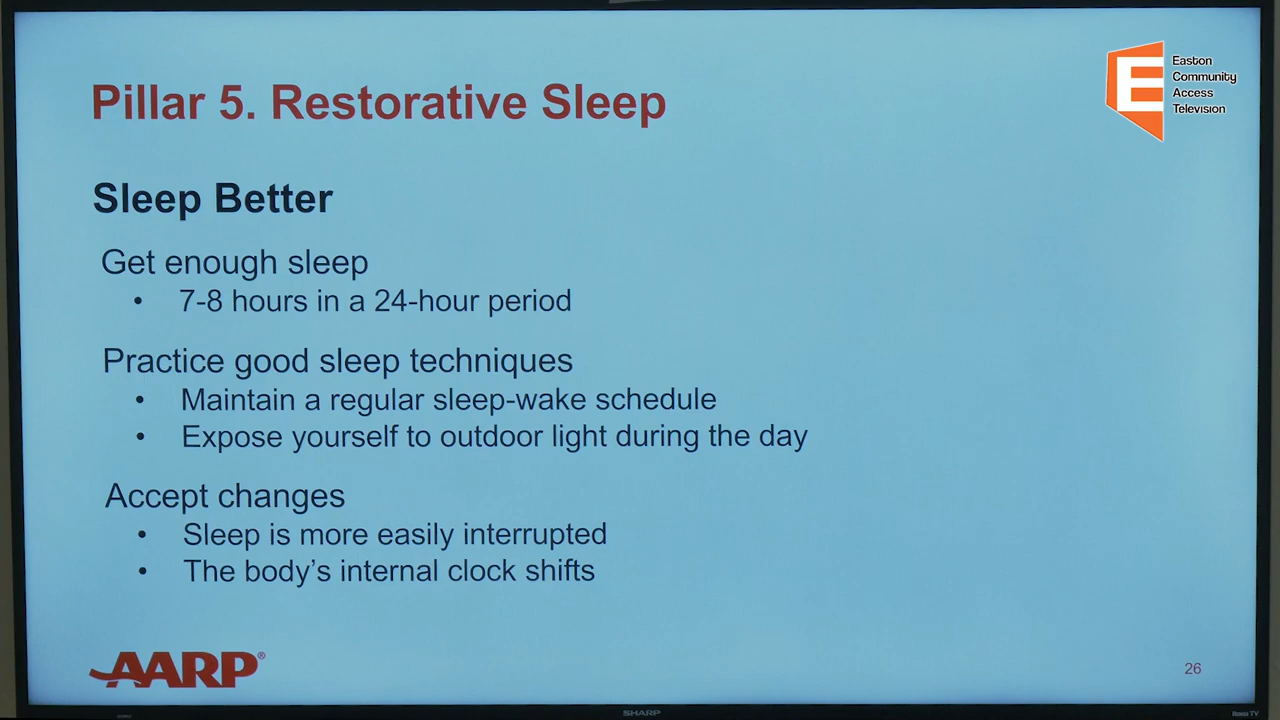 Pillar 5. Restorative Sleep
Easton
Community
Access
Television
Sleep Better
Get enough sleep
• 7-8 hours in a 24-hour period
Practice good sleep techniques
• Maintain a regular sleep-wake schedule
• Expose yourself to outdoor light during the day
Accept changes
• Sleep is more easily interrupted
• The body’s internal clock shifts
AARP®
26
SHARP
Roku TV